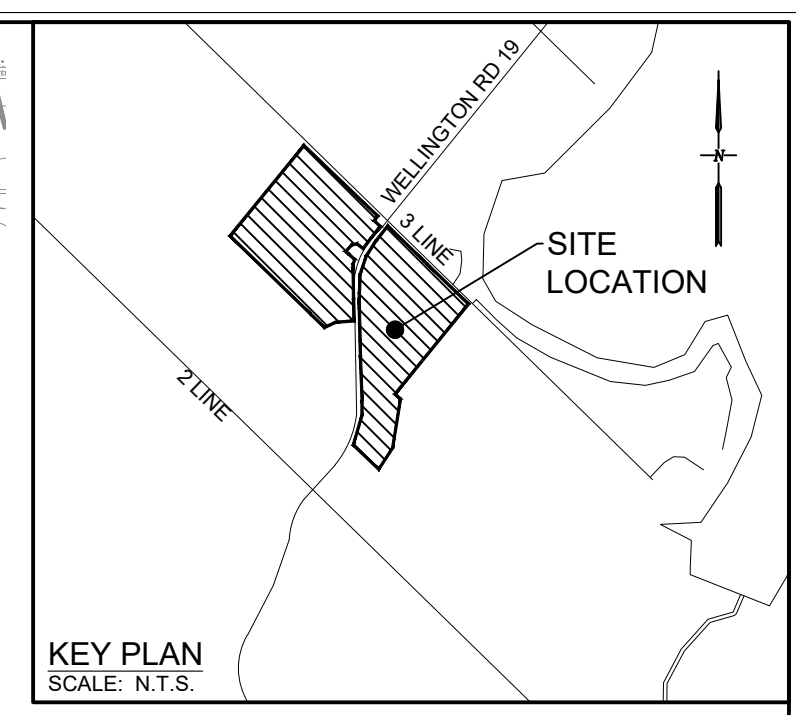 WELLINGTON RD 19
3 LINE
N
SITE
LOCATION
2 LINE
KEY PLAN
SCALE: N.T.S.